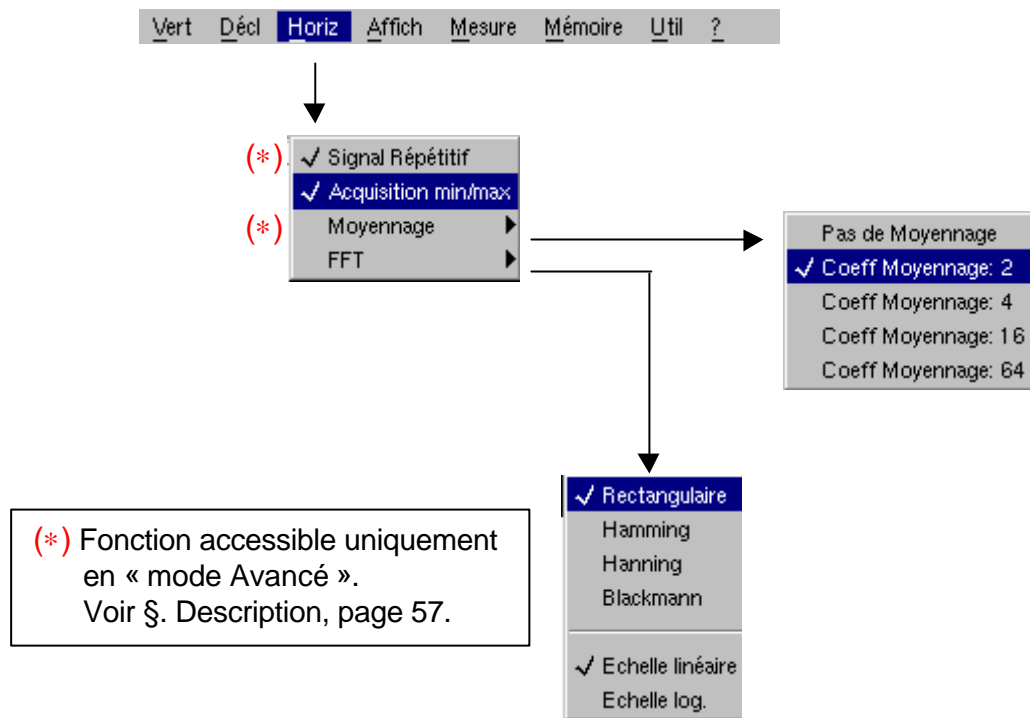 Vert Décl Horiz Affich Mesure Mémoire Util ?
(*) ✓ Signal Répétitif
✓ Acquisition min/max
(*) Moyennage
FFT
Pas de Moyennage
✓ Coeff Moyennage: 2
Coeff Moyennage: 4
Coeff Moyennage: 16
Coeff Moyennage: 64
✓ Rectangulaire
Hamming
Hanning
Blackmann
✓ Echelle linéaire
Echelle log.
(*) Fonction accessible uniquement
en « mode Avancé ».
Voir §. Description, page 57.